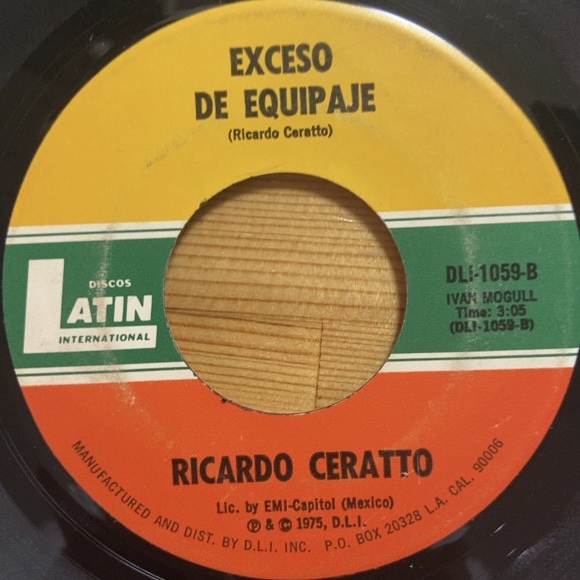 EXCESO
DE EQUIPAJE
(Ricardo Ceratto)
DISCOS
LATIN
INTERNATIONAL
DLI-1059-B
IVAN MOGULL
Time: 3:05
(DLI-1059-B)
RICARDO CERATTO
Lic. by EMI-Capitol (Mexico)
℗ & © 1975, D.L.I.
MANUFACTURED AND DIST. BY D.L.I. INC. P.O. BOX 20328 L.A. CAL. 90006